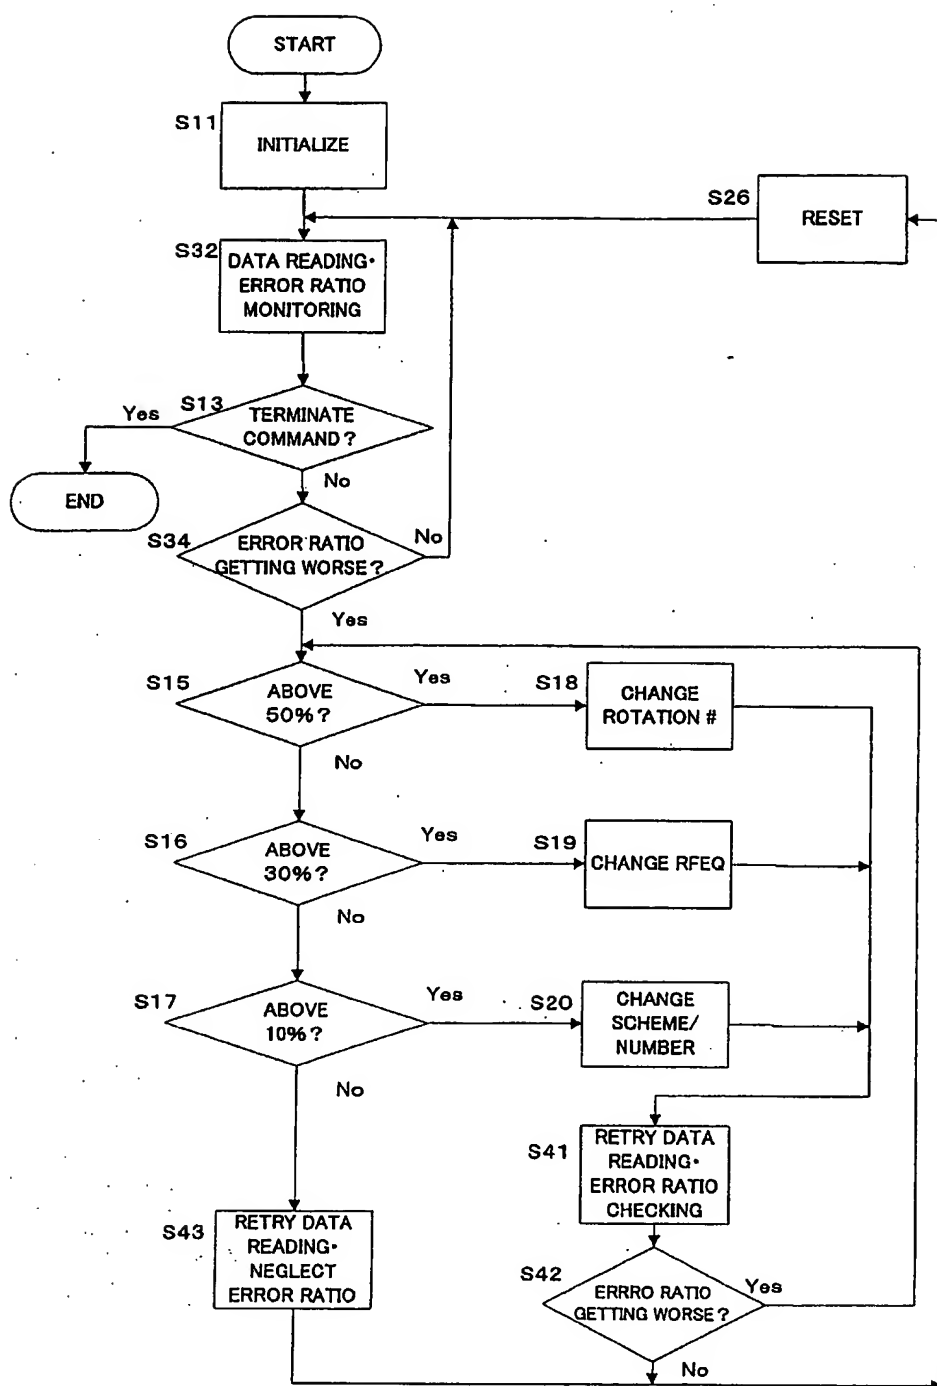 START
S11
INITIALIZE
S26
RESET
S32
DATA READING・
ERROR RATIO
MONITORING
S13
Yes
TERMINATE
COMMAND?
No
END
S34
ERROR RATIO
GETTING WORSE?
No
Yes
S15
ABOVE
50%?
Yes
S18
CHANGE
ROTATION #
No
S16
ABOVE
30%?
Yes
S19
CHANGE RFEQ
No
S17
ABOVE
10%?
Yes
S20
CHANGE
SCHEME/
NUMBER
No
S41
RETRY DATA
READING・
ERROR RATIO
CHECKING
S43
RETRY DATA
READING・
NEGLECT
ERROR RATIO
S42
ERRRO RATIO
GETTING WORSE?
Yes
No